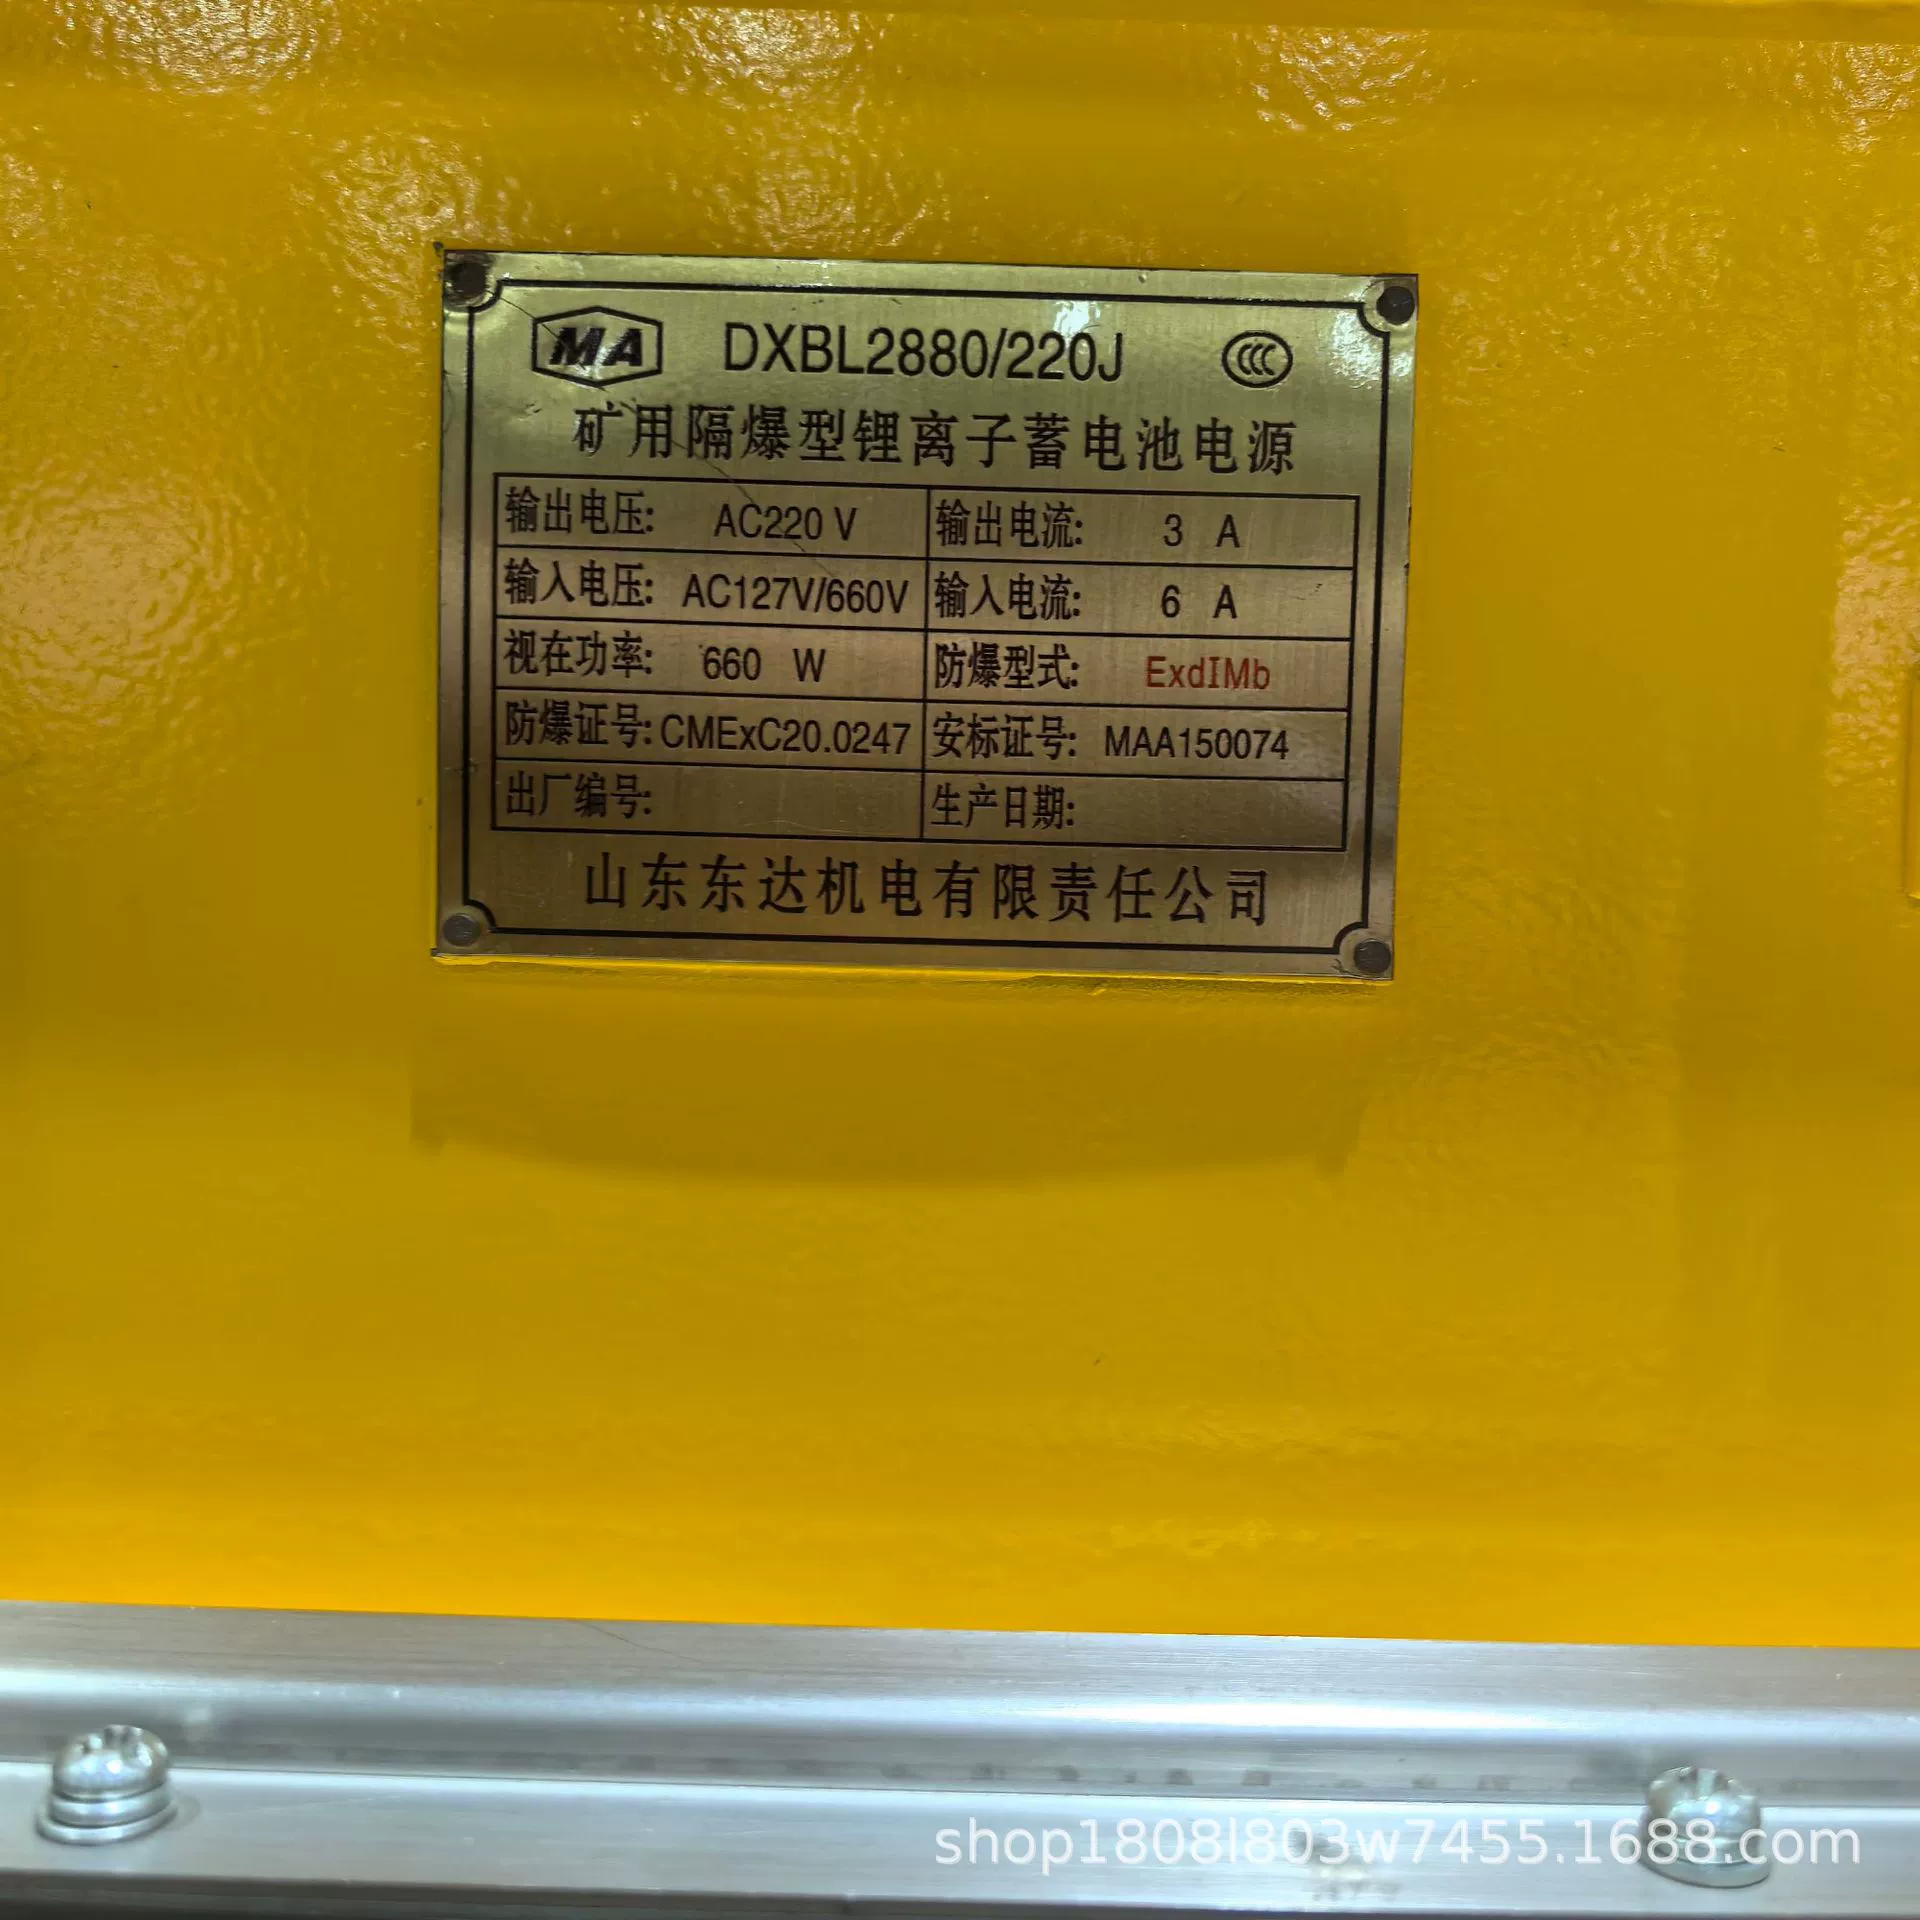 MA DXBL2880/220J CCC
矿用隔爆型锂离子蓄电池电源
输出电压: AC220 V 输出电流: 3 A
输入电压: AC127V/660V 输入电流: 6 A
视在功率: 660 W 防爆型式: ExdIMb
防爆证号: CMExC20.0247 安标证号: MAA150074
出厂编号: 生产日期:
山东东达机电有限责任公司
shop1808l803w7455.1688.com